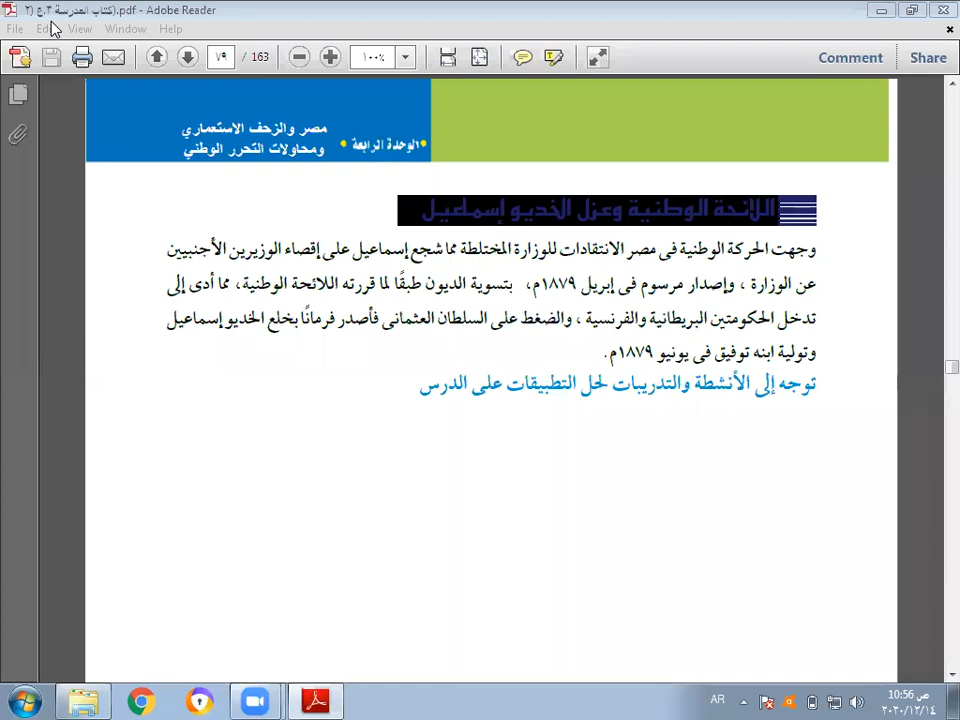 كتاب المدرسة ٣.ع (٢).pdf - Adobe Reader
File Edit View Window Help
٧٩ / 163 ١٠٠% Comment Share
مصر والزحف الاستعماري
• الوحدة الرابعة •
ومحاولات التحرر الوطني
اللائحة الوطنية وعزل الخديو إسماعيل
وجهت الحركة الوطنية فى مصر الانتقادات للوزارة المختلطة مما شجع إسماعيل على إقصاء الوزيرين الأجنبيين
عن الوزارة ، وإصدار مرسوم فى إبريل ١٨٧٩م، بتسوية الديون طبقًا لما قررته اللائحة الوطنية، مما أدى إلى
تدخل الحكومتين البريطانية والفرنسية ، والضغط على السلطان العثمانى فأصدر فرمانًا بخلع الخديو إسماعيل
وتولية ابنه توفيق فى يونيو ١٨٧٩م.
توجه إلى الأنشطة والتدريبات لحل التطبيقات على الدرس
AR
10:56 ص
٢٠٢٠/١٢/١٤